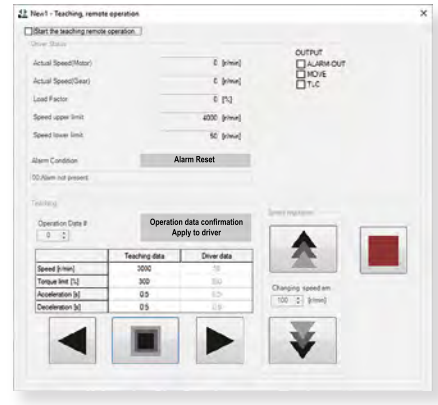 New1 - Teaching, remote operation
Start the teaching remote operation.
Driver Status
OUTPUT
ALARM-OUT
MOVE
TLC
Actual Speed(Motor) 0 [r/min]
Actual Speed(Gear) 0 [r/min]
Load Factor 0 [%]
Speed upper limit 4000 [r/min]
Speed lower limit 50 [r/min]
Alarm Condition
Alarm Reset
00:Alarm not present
Teaching
Operation Data #
0
Operation data confirmation
Apply to driver
Speed regulation
Teaching data Driver data
Speed [r/min] 3000
Torque limit [%] 300
Acceleration [s] 0.5 0.5
Deceleration [s] 0.5 0.5
Changing speed am
100 [r/min]